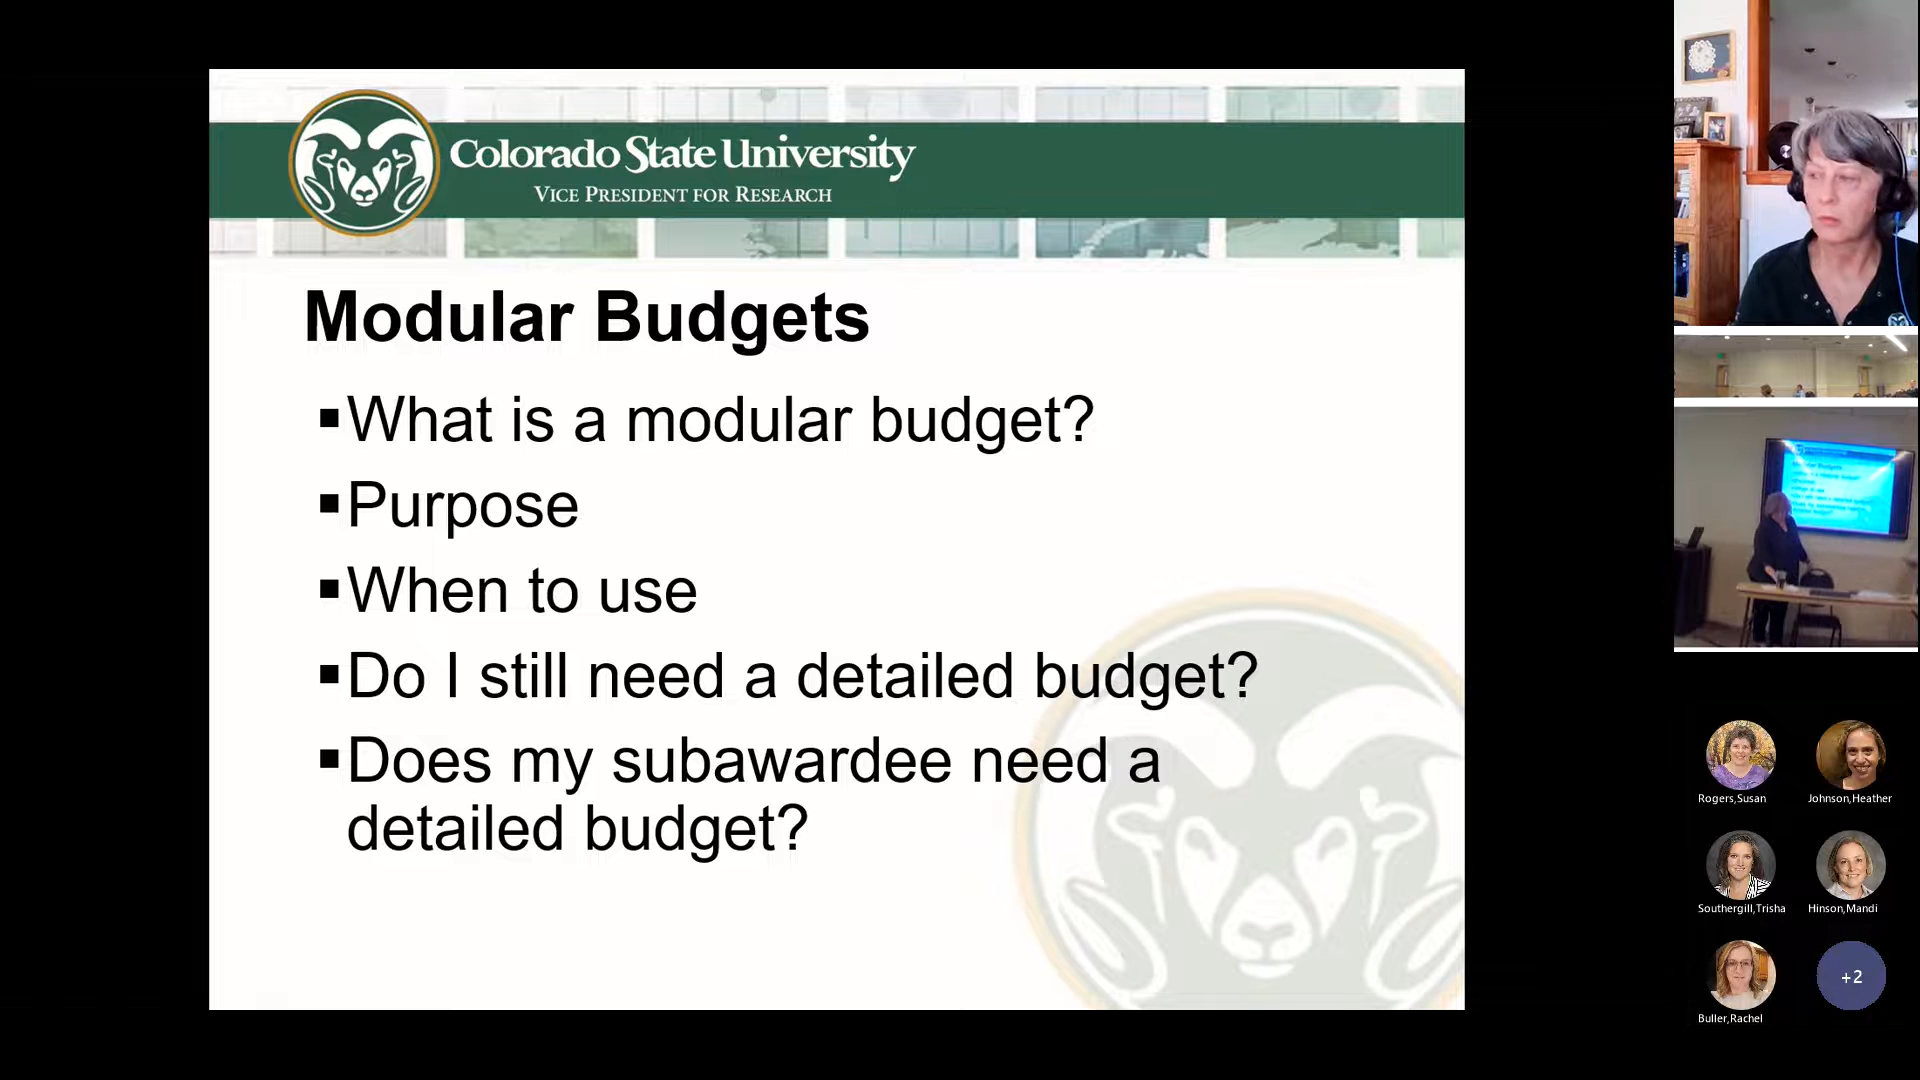 Colorado State University
VICE PRESIDENT FOR RESEARCH
Modular Budgets
▪What is a modular budget?
▪Purpose
▪When to use
▪Do I still need a detailed budget?
▪Does my subawardee need a
detailed budget?
Rogers,Susan
Johnson,Heather
Southergill,Trisha
Hinson,Mandi
Buller,Rachel
+2